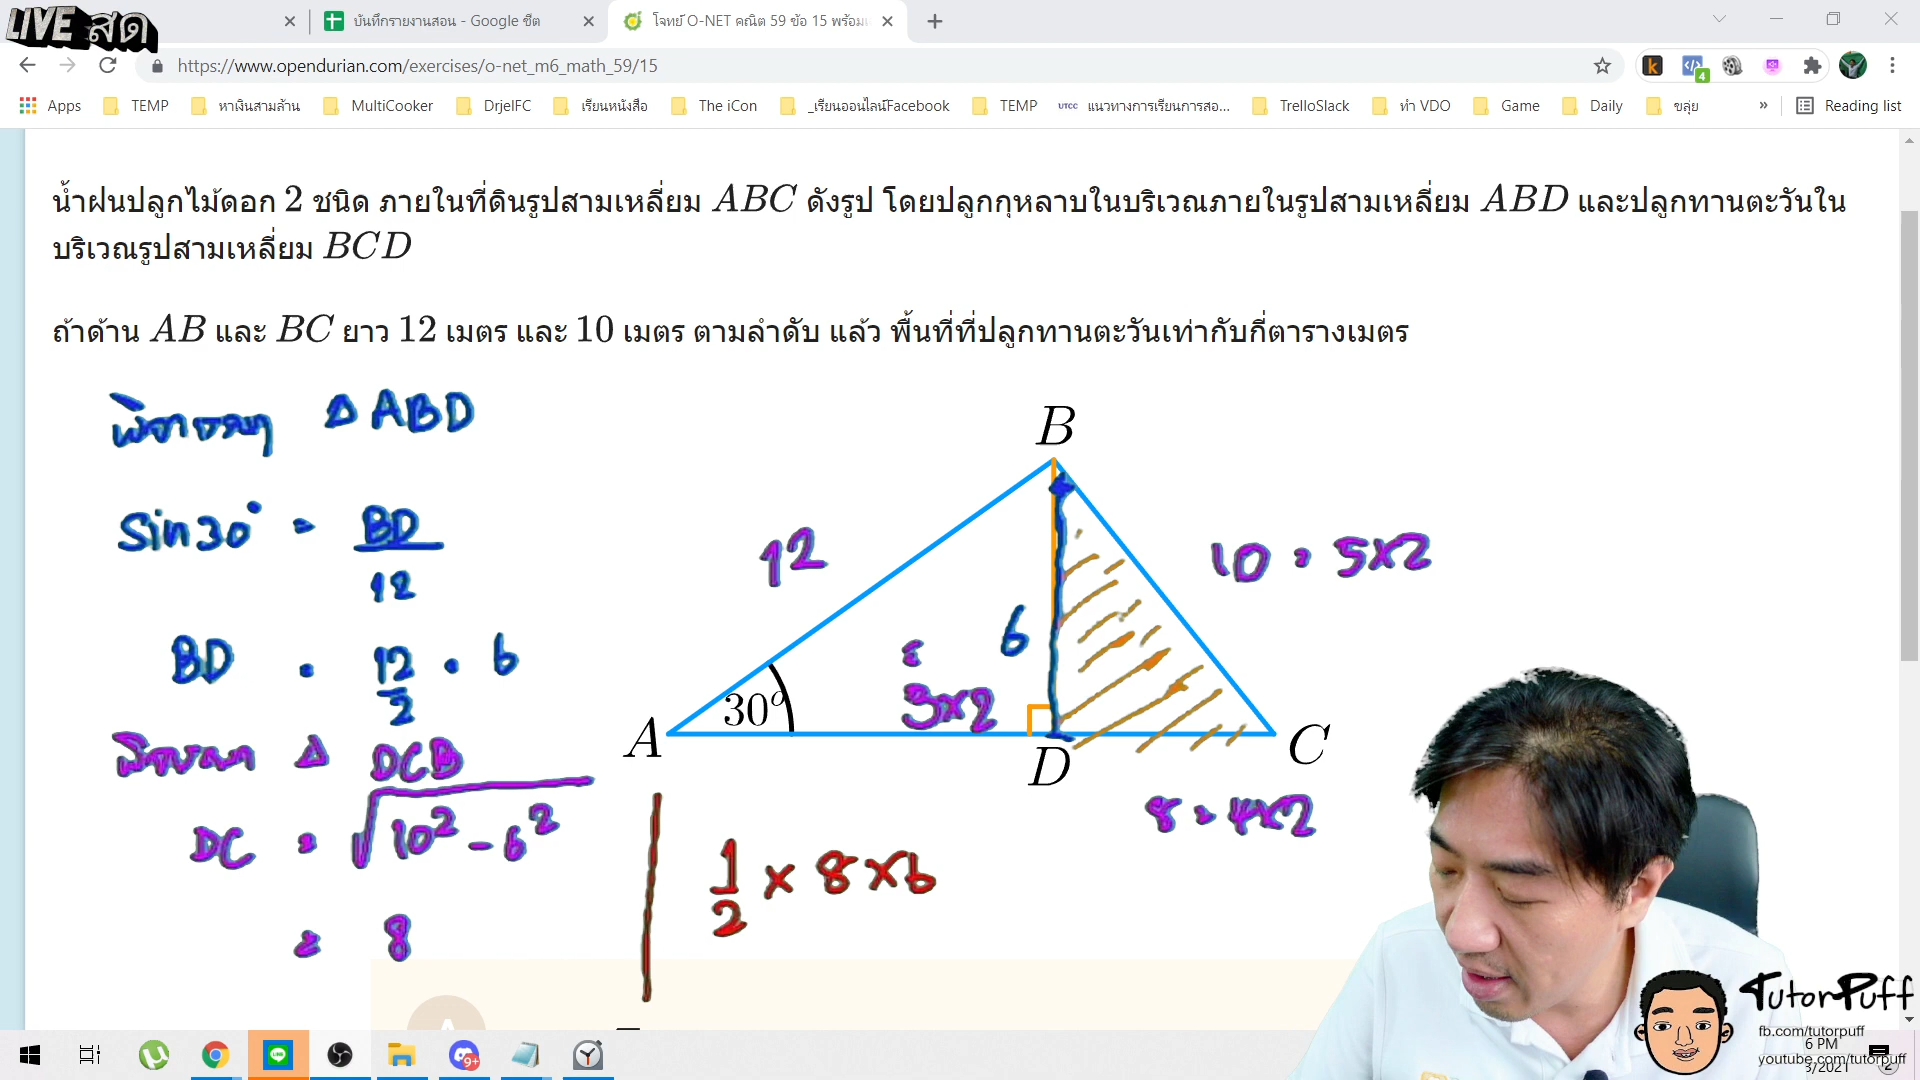 LIVE สด
บันทึกรายงานสอน - Google ชีต
โจทย์ O-NET คณิต 59 ข้อ 15 พร้อมเ
https://www.opendurian.com/exercises/o-net_m6_math_59/15
4
Apps TEMP หาเงินสามล้าน MultiCooker DrjelFC เรียนหนังสือ The iCon _เรียนออนไลน์Facebook TEMP UTCC แนวทางการเรียนการสอ... TrelloSlack ทำ VDO Game Daily ขลุ่ย » Reading list
น้ำฝนปลูกไม้ดอก 2 ชนิด ภายในที่ดินรูปสามเหลี่ยม ABC ดังรูป โดยปลูกกุหลาบในบริเวณภายในรูปสามเหลี่ยม ABD และปลูกทานตะวันใน
บริเวณรูปสามเหลี่ยม BCD
ถ้าด้าน AB และ BC ยาว 12 เมตร และ 10 เมตร ตามลำดับ แล้ว พื้นที่ที่ปลูกทานตะวันเท่ากับกี่ตารางเมตร
พิจารณา Δ ABD
sin30° = BD
12
BD = 12 = 6
2
พิจารณา Δ DCB
DC = √10² - 6²
= 8
B
12
10 = 5x2
6
3x2
30°
A
D
C
8 = 4x2
1 x 8 x 6
2
TutorPuff
fb.com/tutorpuff
6 PM
youtube.com/tutorpuff
3/2021
9+
2